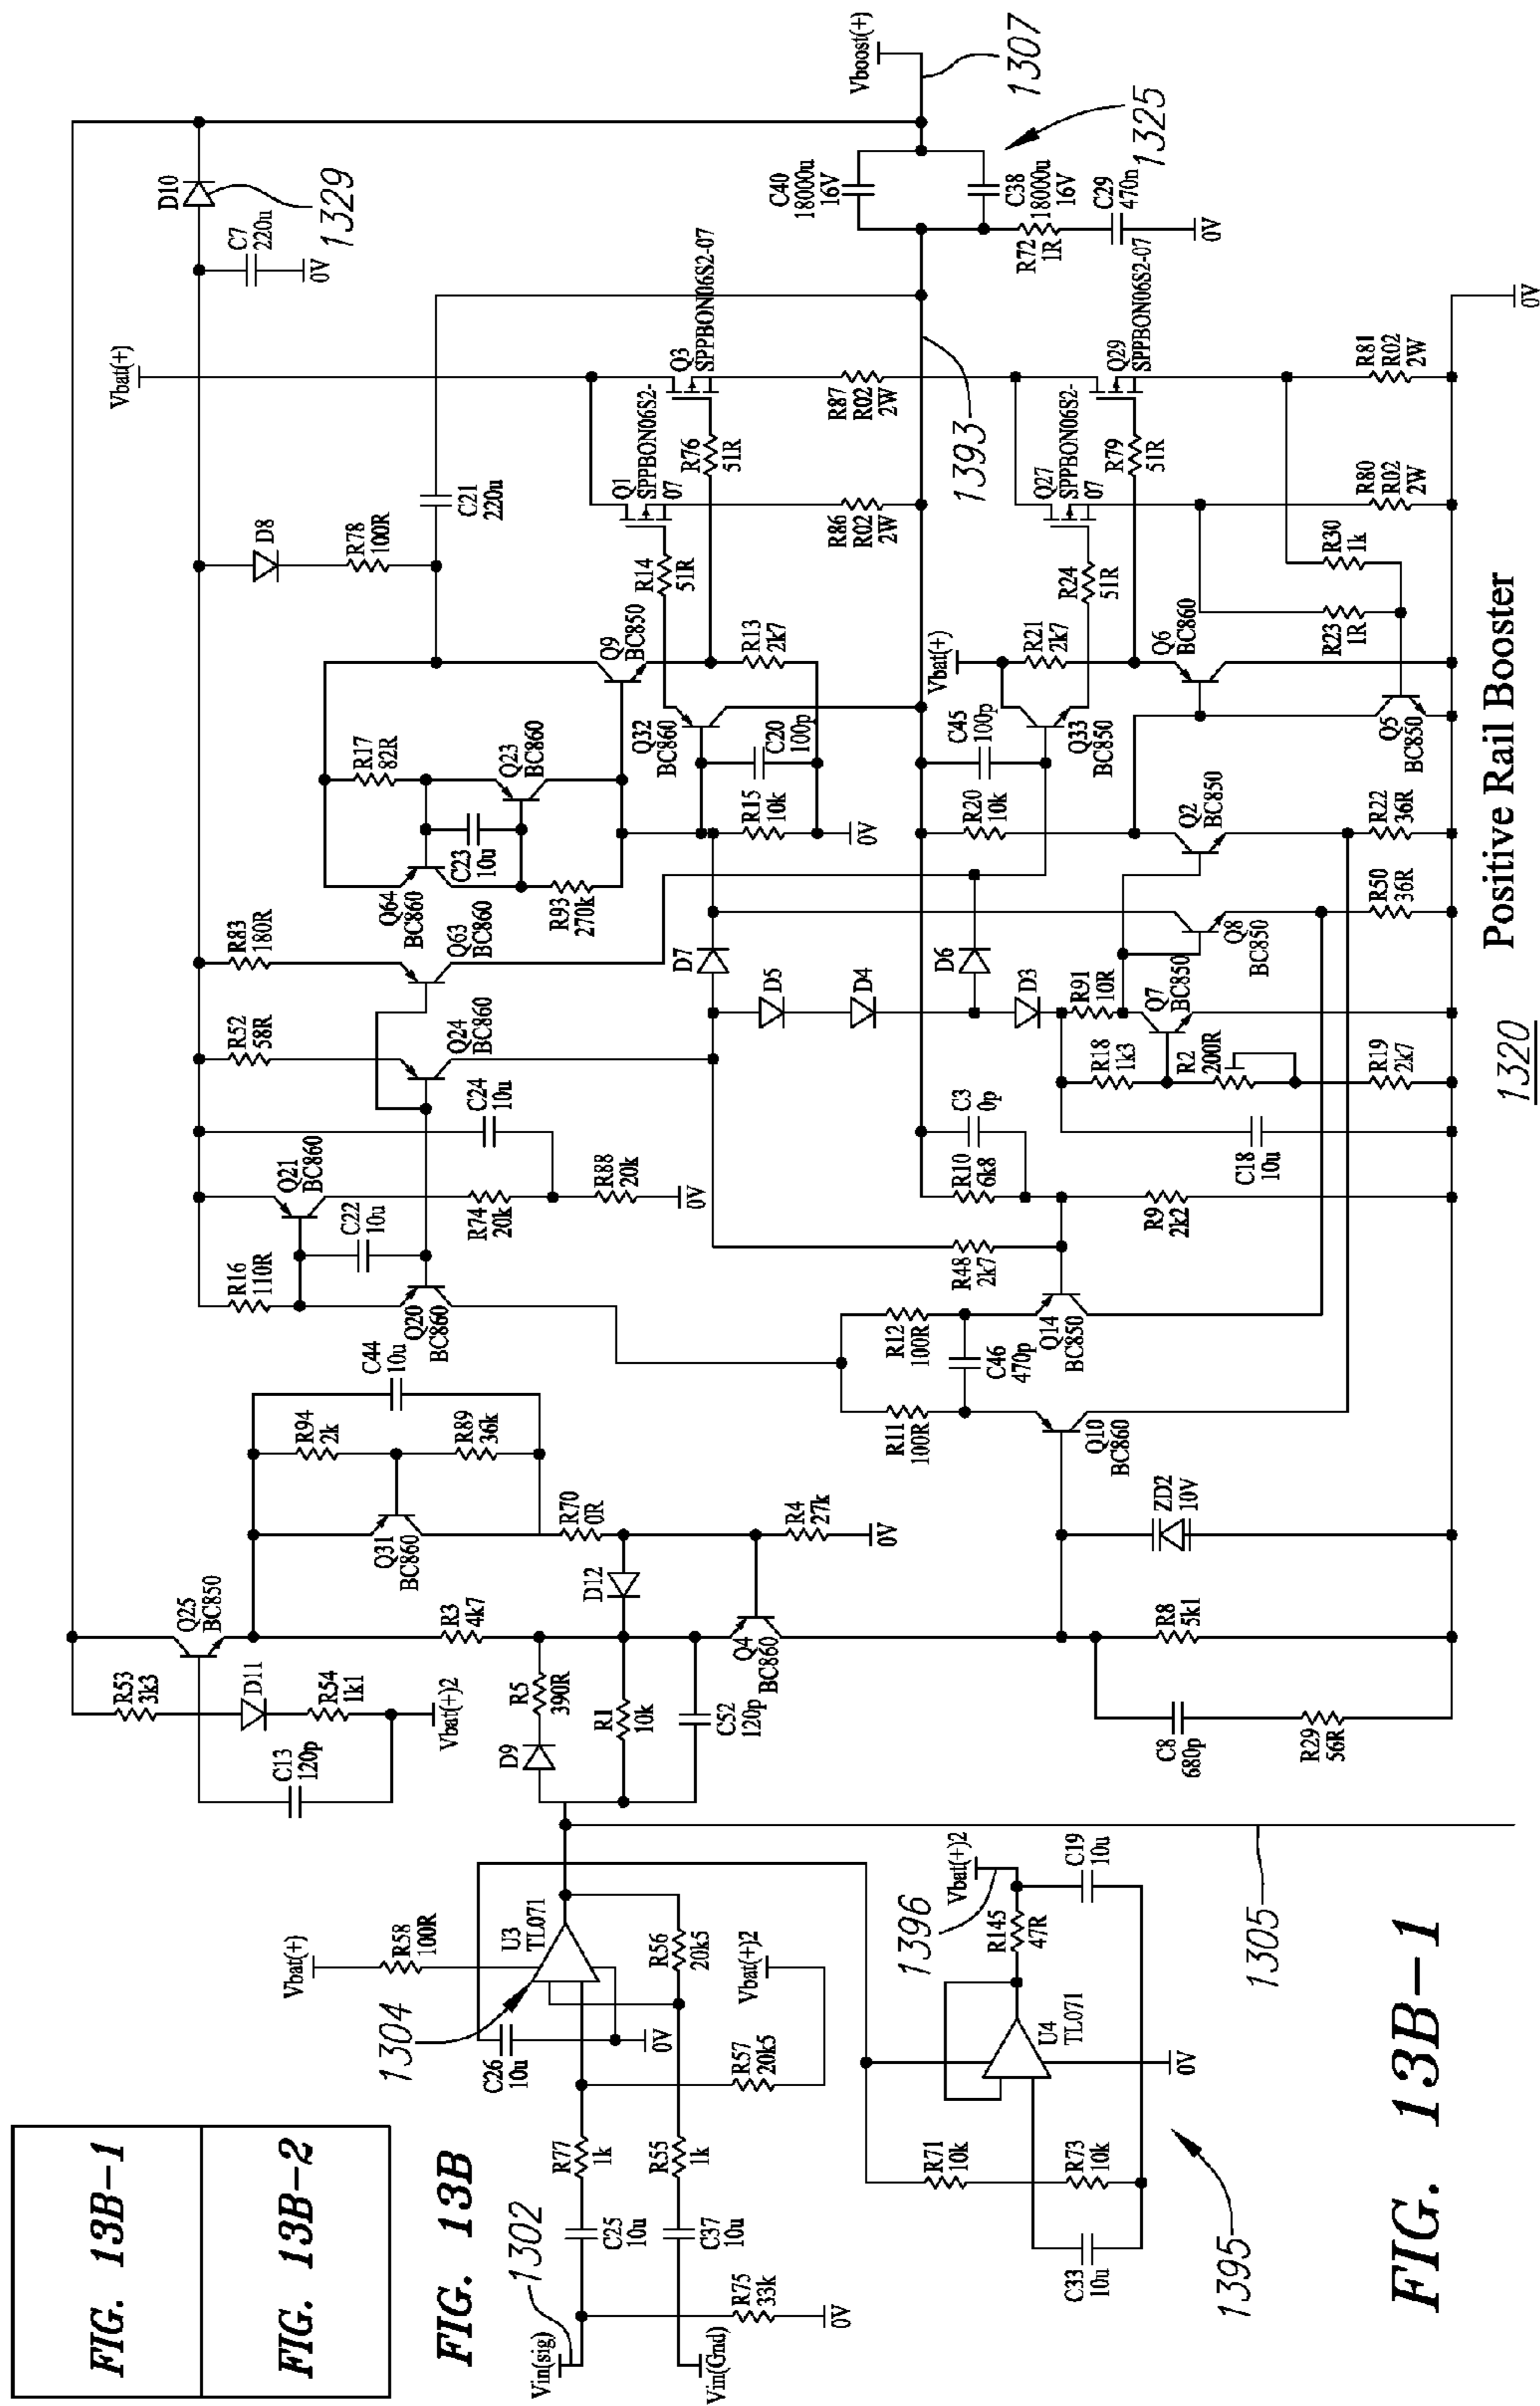 FIG. 13B-1
FIG. 13B-2
FIG. 13B
Vin(sig)
1302
C25
10u
R77
1k
R75
33k
0V
Vin(Gnd)
C37
10u
R55
1k
1304
Vbat(+)
R58
100R
U3
TL071
C26
10u
0V
R56
20k5
R57
20k5
Vbat(+)2
1395
C33
10u
R71
10k
R73
10k
U4
TL071
0V
R145
47R
1396
Vbat(+)2
C19
10u
1305
C13
120p
R53
3k3
D11
R54
1k1
Vbat(+)2
Q25
BC850
D9
R5
390R
R1
10k
C52
120p
R3
4k7
Q31
BC860
R94
2k
R89
36k
C44
10u
R70
0R
D12
Q4
BC860
R4
27k
0V
C8
680p
R29
56R
R8
5k1
ZD2
10V
R16
110R
Q21
BC860
C22
10u
Q20
BC860
R74
20k
C24
10u
R88
20k
0V
R52
58R
Q24
BC860
R83
180R
Q63
BC860
R11
100R
R12
100R
C46
470p
Q10
BC860
Q14
BC850
R48
2k7
R10
6k8
C3
0p
R9
2k2
C18
10u
D7
D5
D4
D6
D3
R91
10R
R18
1k3
Q7
BC850
R2
200R
R19
2k7
Q8
BC850
R50
36R
Q2
BC850
R22
36R
Q64
BC860
C23
10u
R17
82R
Q23
BC860
R93
270k
Q9
BC850
Q32
BC860
R15
10k
C20
100p
R13
2k7
0V
R20
10k
C45
100p
Vbat(+)
Q33
BC850
R21
2k7
Q6
BC860
Q5
BC850
R23
1R
R30
1k
D8
R78
100R
C21
220u
R14
51R
Q1
SPPBON06S2-
07
R76
51R
Q3
SPPBON06S2-07
R86
R02
2W
R87
R02
2W
1393
R24
51R
Q27
SPPBON06S2-
07
R79
51R
Q29
SPPBON06S2-07
R80
R02
2W
R81
R02
2W
Vbat(+)
C7
220u
0V
D10
1329
C40
18000u
16V
C38
18000u
16V
R72
1R
C29
470n
0V
1325
Vboost(+)
1307
0V
FIG. 13B-1
1320
Positive Rail Booster